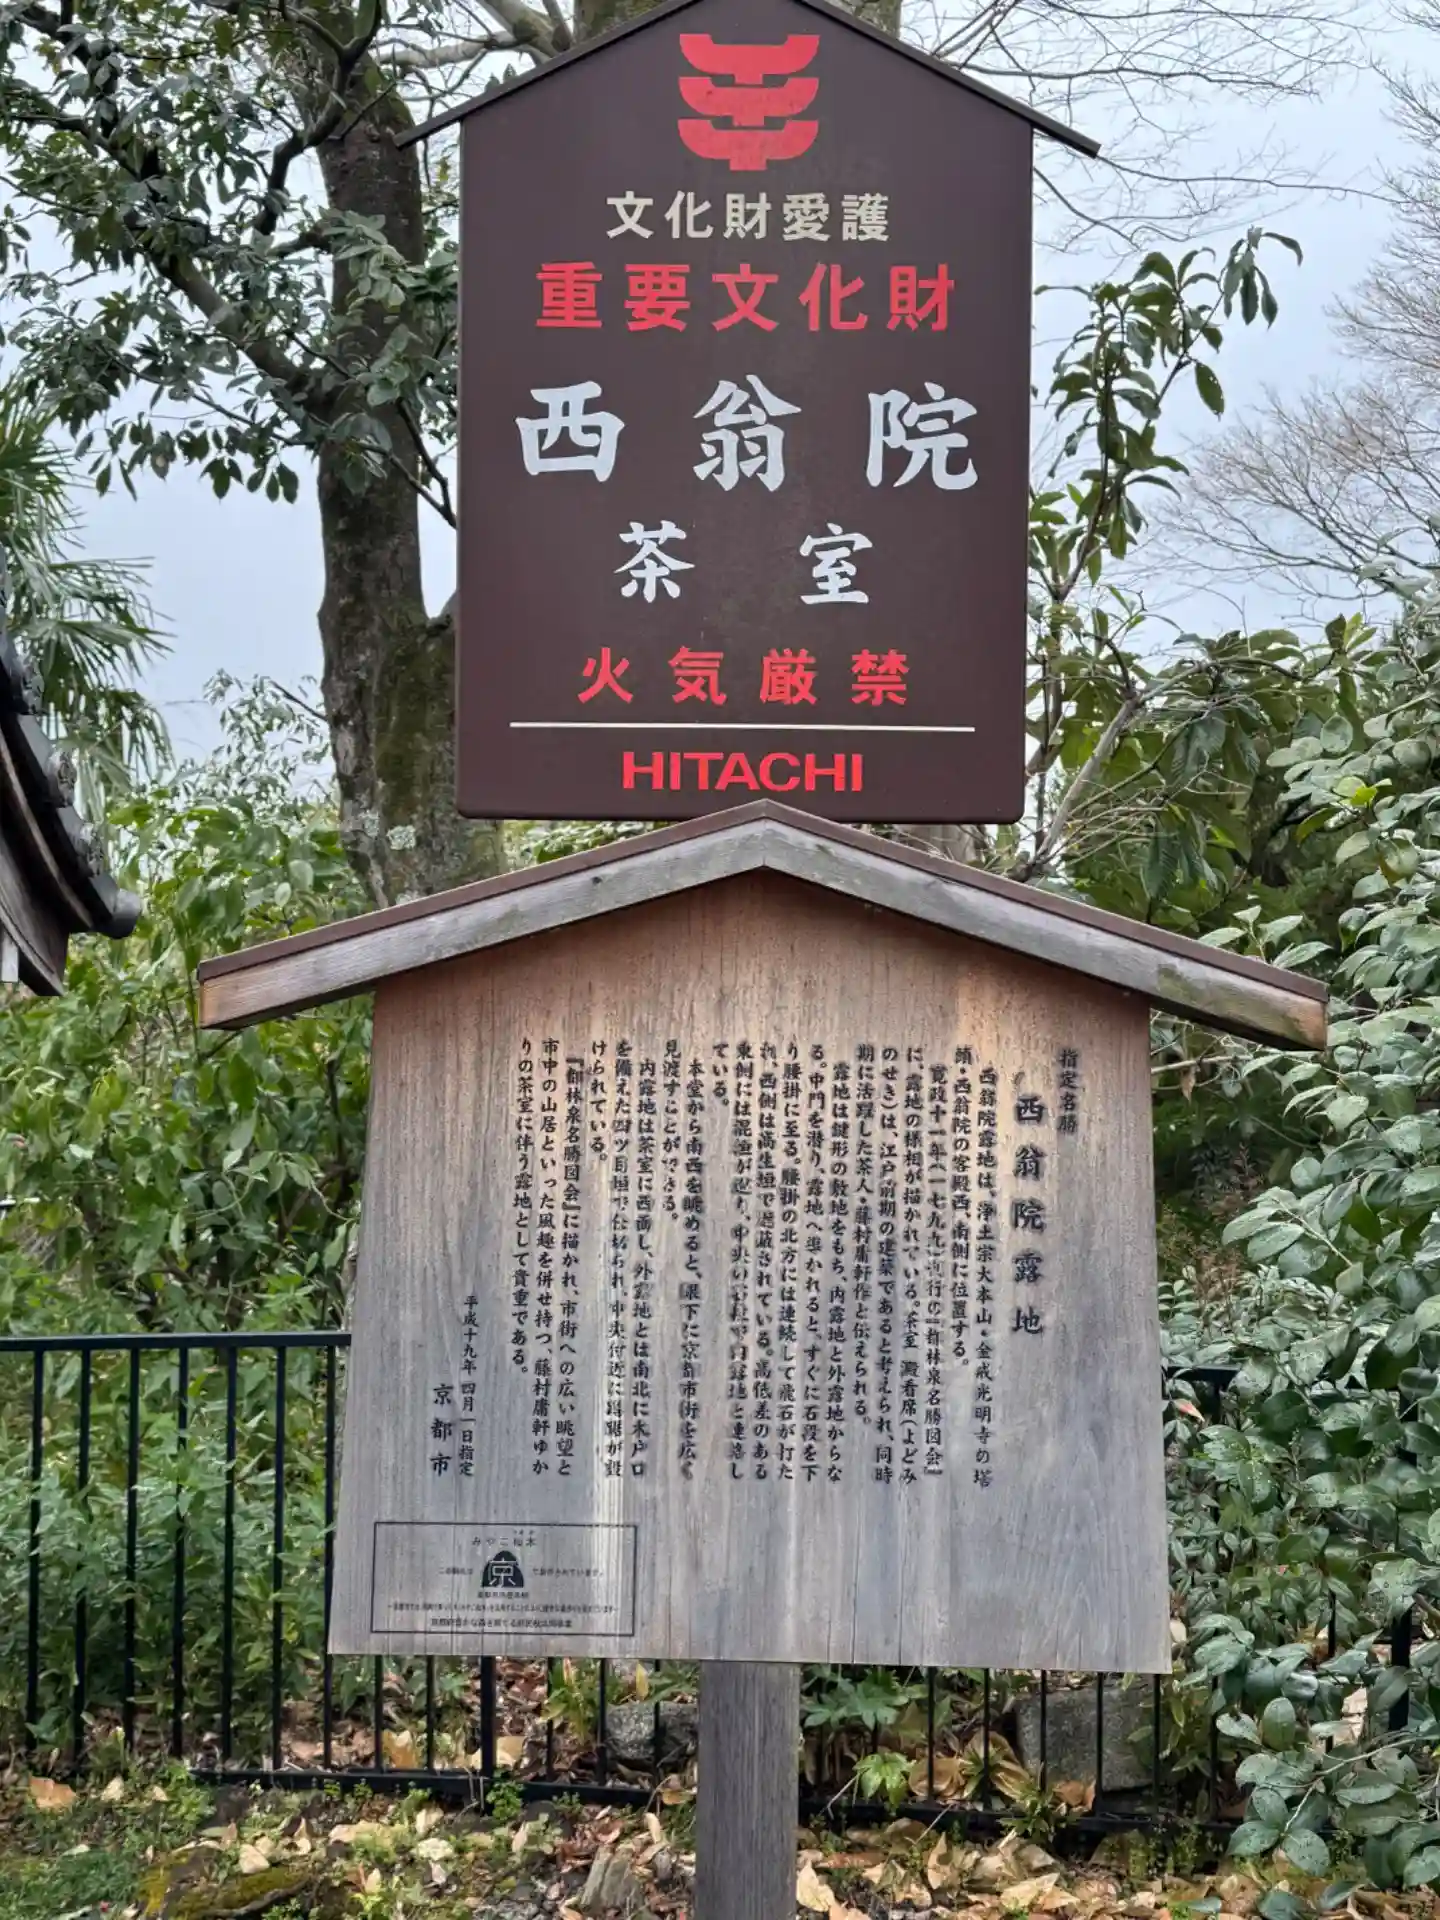 文化財愛護
重要文化財
西翁院
茶室
火気厳禁
HITACHI
指定名勝
西翁院露地
西翁院露地は、浄土宗大本山・金戒光明寺の塔
頭・西翁院の客殿西、南側に位置する。
寛政十一年(一七九九)刊行の『都林泉名勝図会』
に、露地の様相が描かれている。茶室 澱看席(よどみ
のせき)は、江戸前期の建築であると考えられ、同時
期に活躍した茶人・藤村庸軒作と伝えられる。
露地は鍵形の敷地をもち、内露地と外露地からな
る。中門を潜り、露地へ導かれると、すぐに石段を下
り腰掛に至る。腰掛の北方には連続して飛石が打た
れ、西側は高生垣で遮蔽されている。高低差のある
東側には混垣が巡り、中央の石段で内露地と連絡し
ている。
本堂から南西を眺めると、眼下に京都市街を広く
見渡すことができる。
内露地は茶室に西面し、外露地とは南北に木戸口
を備えた四ツ目垣で仕切られ、中央付近に蹲踞が設
けられている。
『都林泉名勝図会』に描かれ、市街への広い眺望と
市中の山居といった風趣を併せ持つ、藤村庸軒ゆか
りの茶室に伴う露地として貴重である。
平成十九年四月一日指定
京都市
みやこ杣木
京